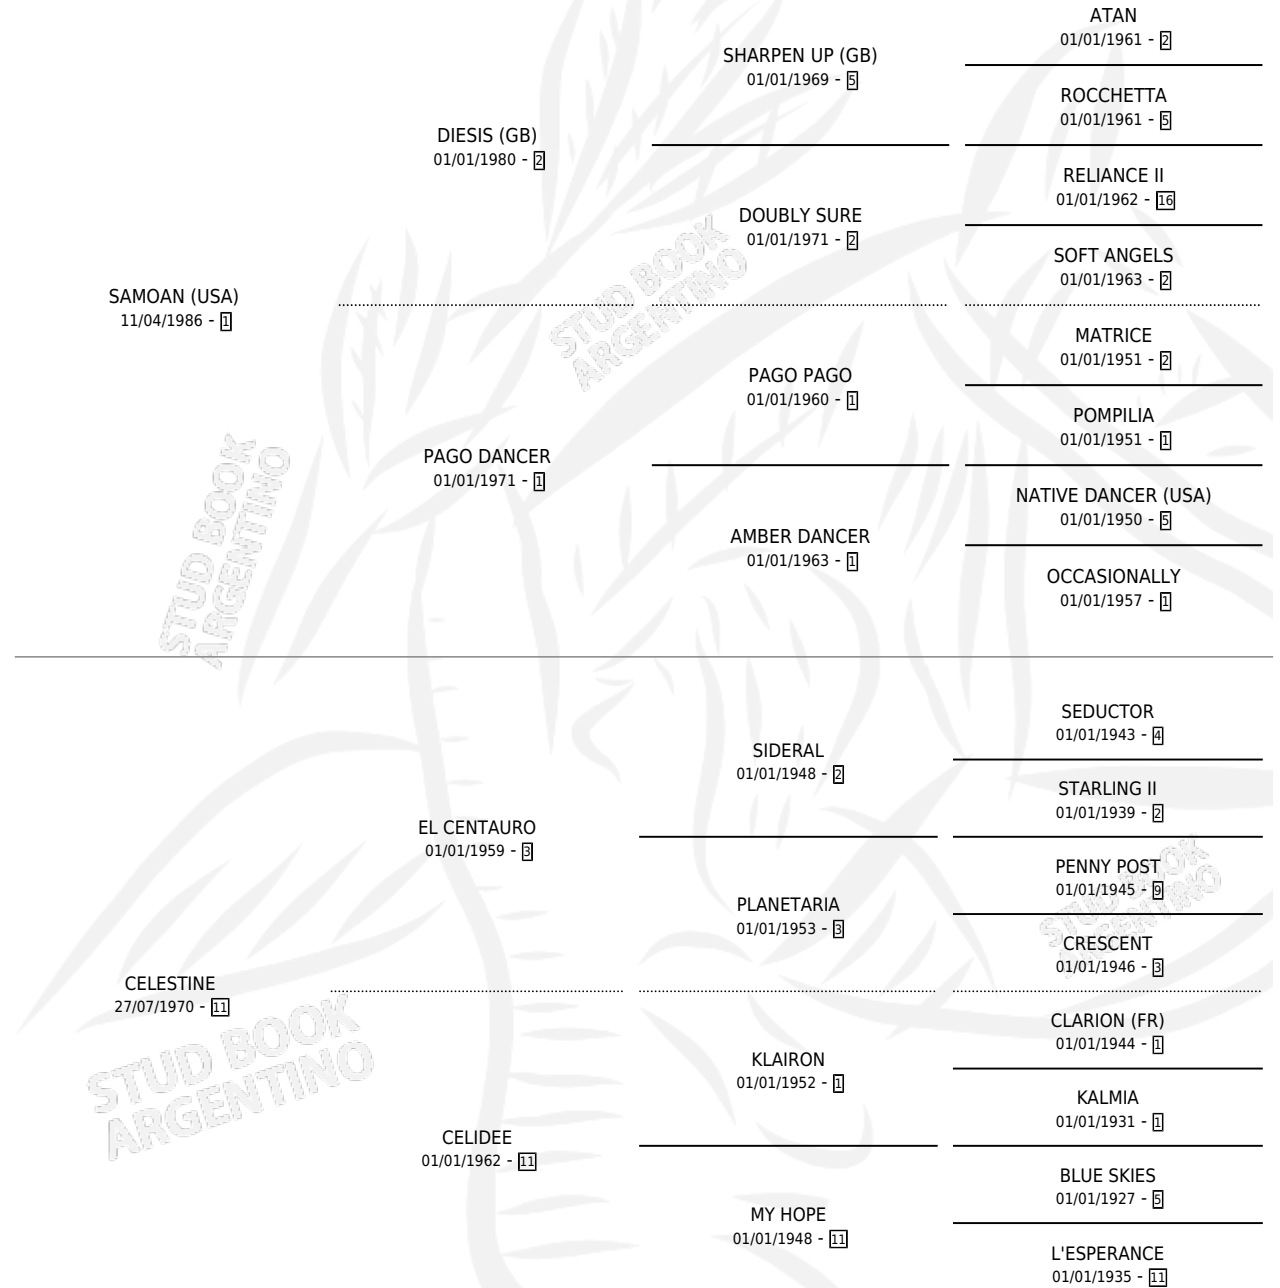 ATAN
01/01/1961 - 2
SHARPEN UP (GB)
01/01/1969 - 5
ROCCHETTA
01/01/1961 - 5
DIESIS (GB)
01/01/1980 - 2
RELIANCE II
01/01/1962 - 16
DOUBLY SURE
01/01/1971 - 2
SOFT ANGELS
01/01/1963 - 2
SAMOAN (USA)
11/04/1986 - 1
MATRICE
01/01/1951 - 2
PAGO PAGO
01/01/1960 - 1
POMPILIA
01/01/1951 - 1
PAGO DANCER
01/01/1971 - 1
NATIVE DANCER (USA)
01/01/1950 - 5
AMBER DANCER
01/01/1963 - 1
OCCASIONALLY
01/01/1957 - 1
SEDUCTOR
01/01/1943 - 4
SIDERAL
01/01/1948 - 2
STARLING II
01/01/1939 - 2
EL CENTAURO
01/01/1959 - 3
PENNY POST
01/01/1945 - 9
PLANETARIA
01/01/1953 - 3
CRESCENT
01/01/1946 - 3
CELESTINE
27/07/1970 - 11
CLARION (FR)
01/01/1944 - 1
KLAIRON
01/01/1952 - 1
KALMIA
01/01/1931 - 1
CELIDEE
01/01/1962 - 11
BLUE SKIES
01/01/1927 - 5
MY HOPE
01/01/1948 - 11
L'ESPERANCE
01/01/1935 - 11
STUD BOOK
ARGENTINO
STUD BOOK
ARGENTINO
STUD BOOK
ARGENTINO
STUD BOOK
ARGENTINO